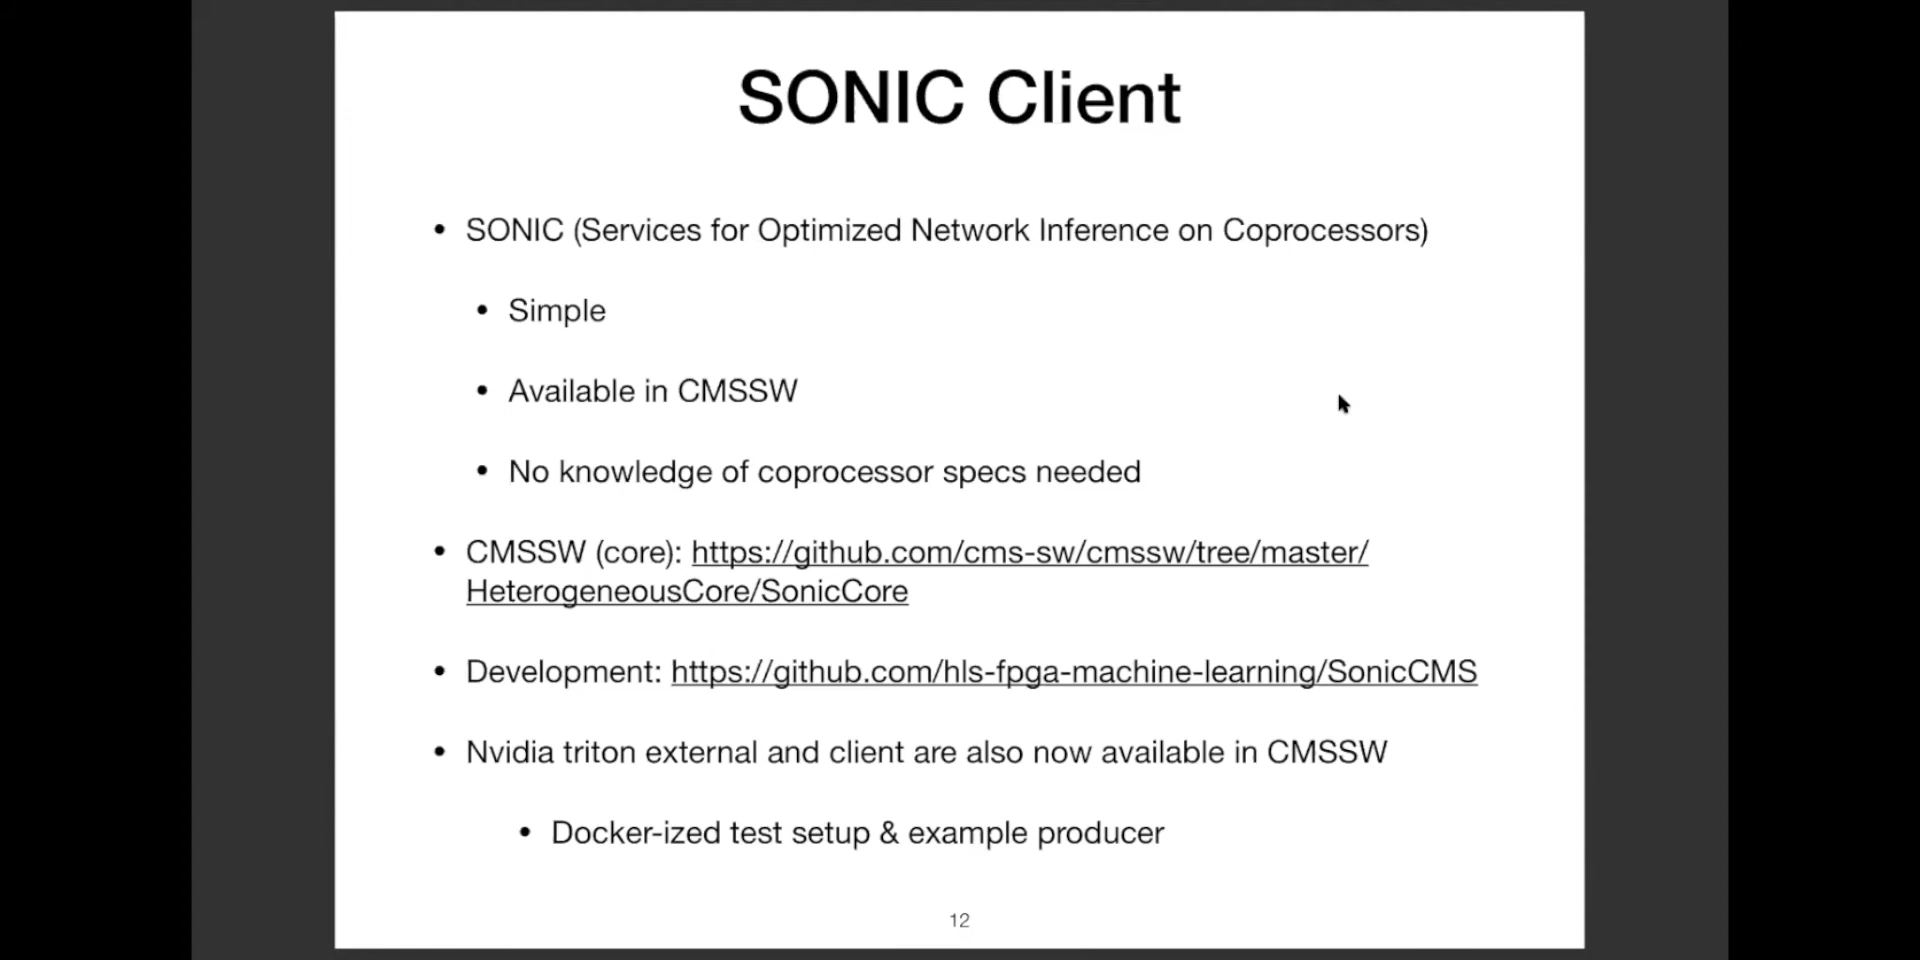 SONIC Client
• SONIC (Services for Optimized Network Inference on Coprocessors)
• Simple
• Available in CMSSW
• No knowledge of coprocessor specs needed
• CMSSW (core): https://github.com/cms-sw/cmssw/tree/master/
HeterogeneousCore/SonicCore
• Development: https://github.com/hls-fpga-machine-learning/SonicCMS
• Nvidia triton external and client are also now available in CMSSW
• Docker-ized test setup & example producer
12